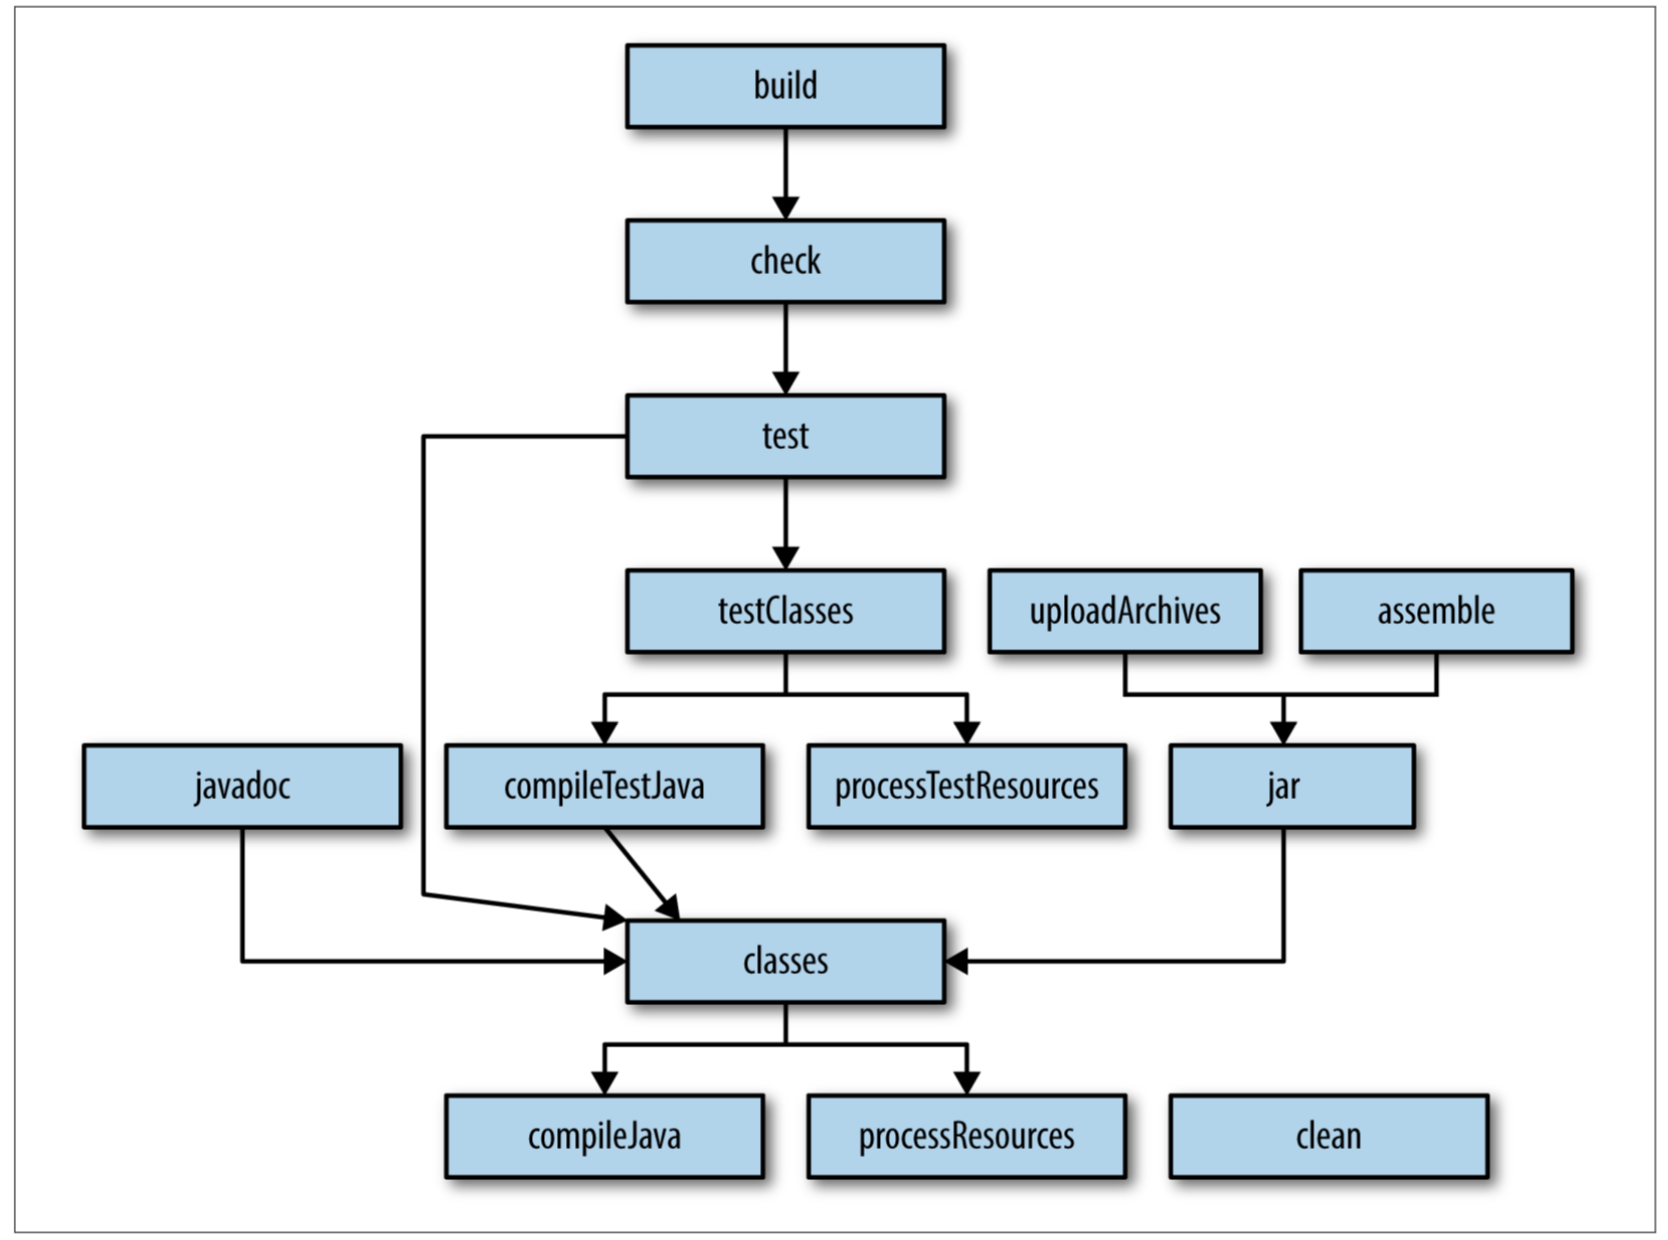 build
check
test
testClasses
uploadArchives
assemble
javadoc
compileTestJava
processTestResources
jar
classes
compileJava
processResources
clean